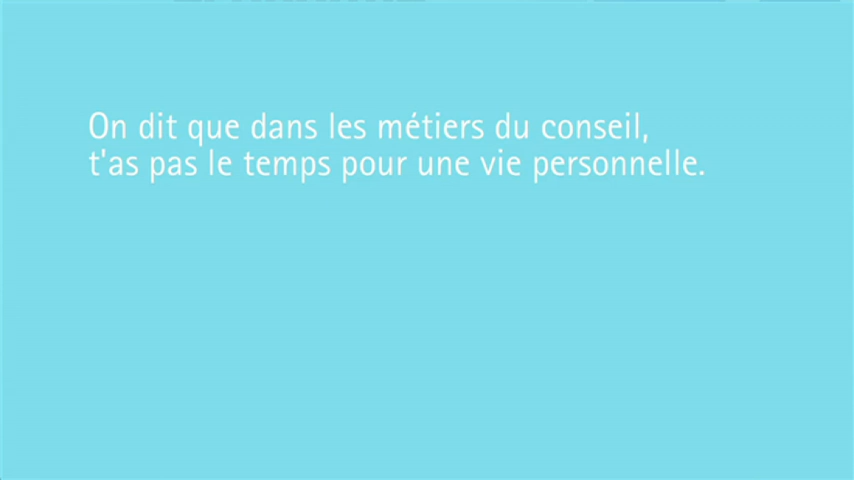 On dit que dans les métiers du conseil,
t'as pas le temps pour une vie personnelle.